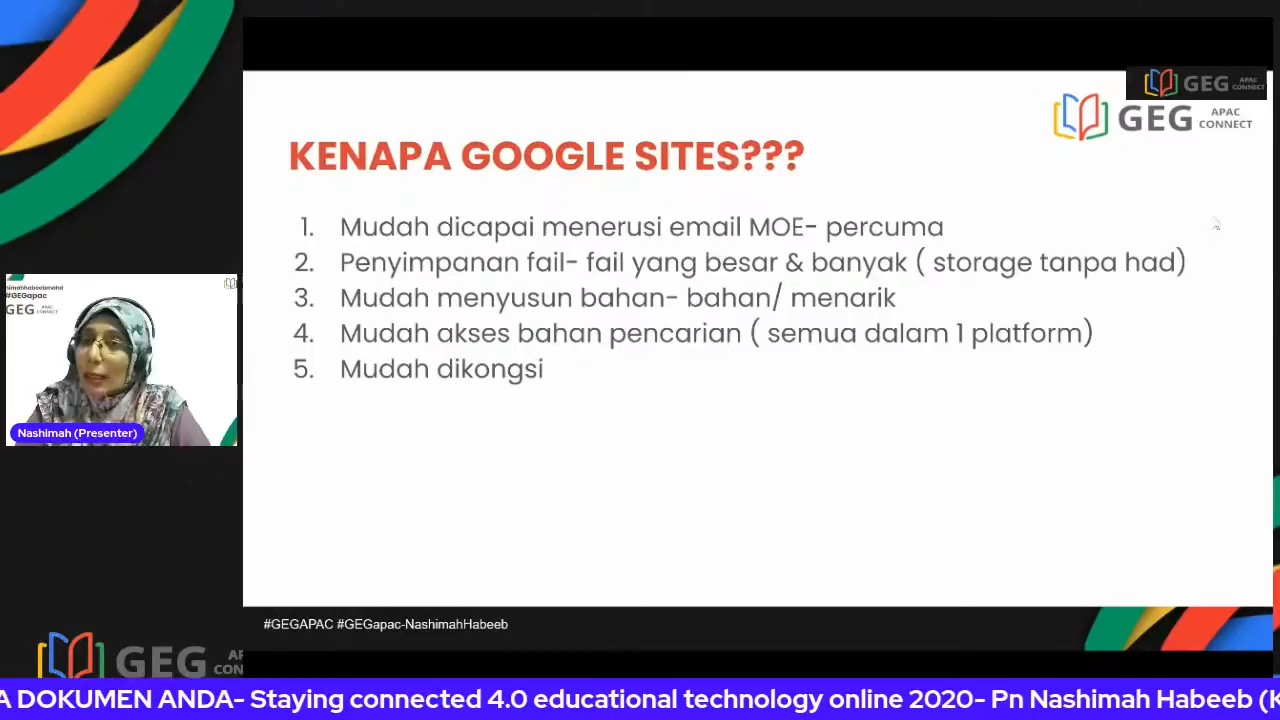 GEG APAC CONNECT
GEG APAC CONNECT
KENAPA GOOGLE SITES???
1. Mudah dicapai menerusi email MOE- percuma
2. Penyimpanan fail- fail yang besar & banyak ( storage tanpa had)
3. Mudah menyusun bahan- bahan/ menarik
4. Mudah akses bahan pencarian ( semua dalam 1 platform)
5. Mudah dikongsi
#GEGapac
GEG APAC CONNECT
Nashimah (Presenter)
#GEGAPAC #GEGapac-NashimahHabeeb
GEG
A DOKUMEN ANDA- Staying connected 4.0 educational technology online 2020- Pn Nashimah Habeeb (K